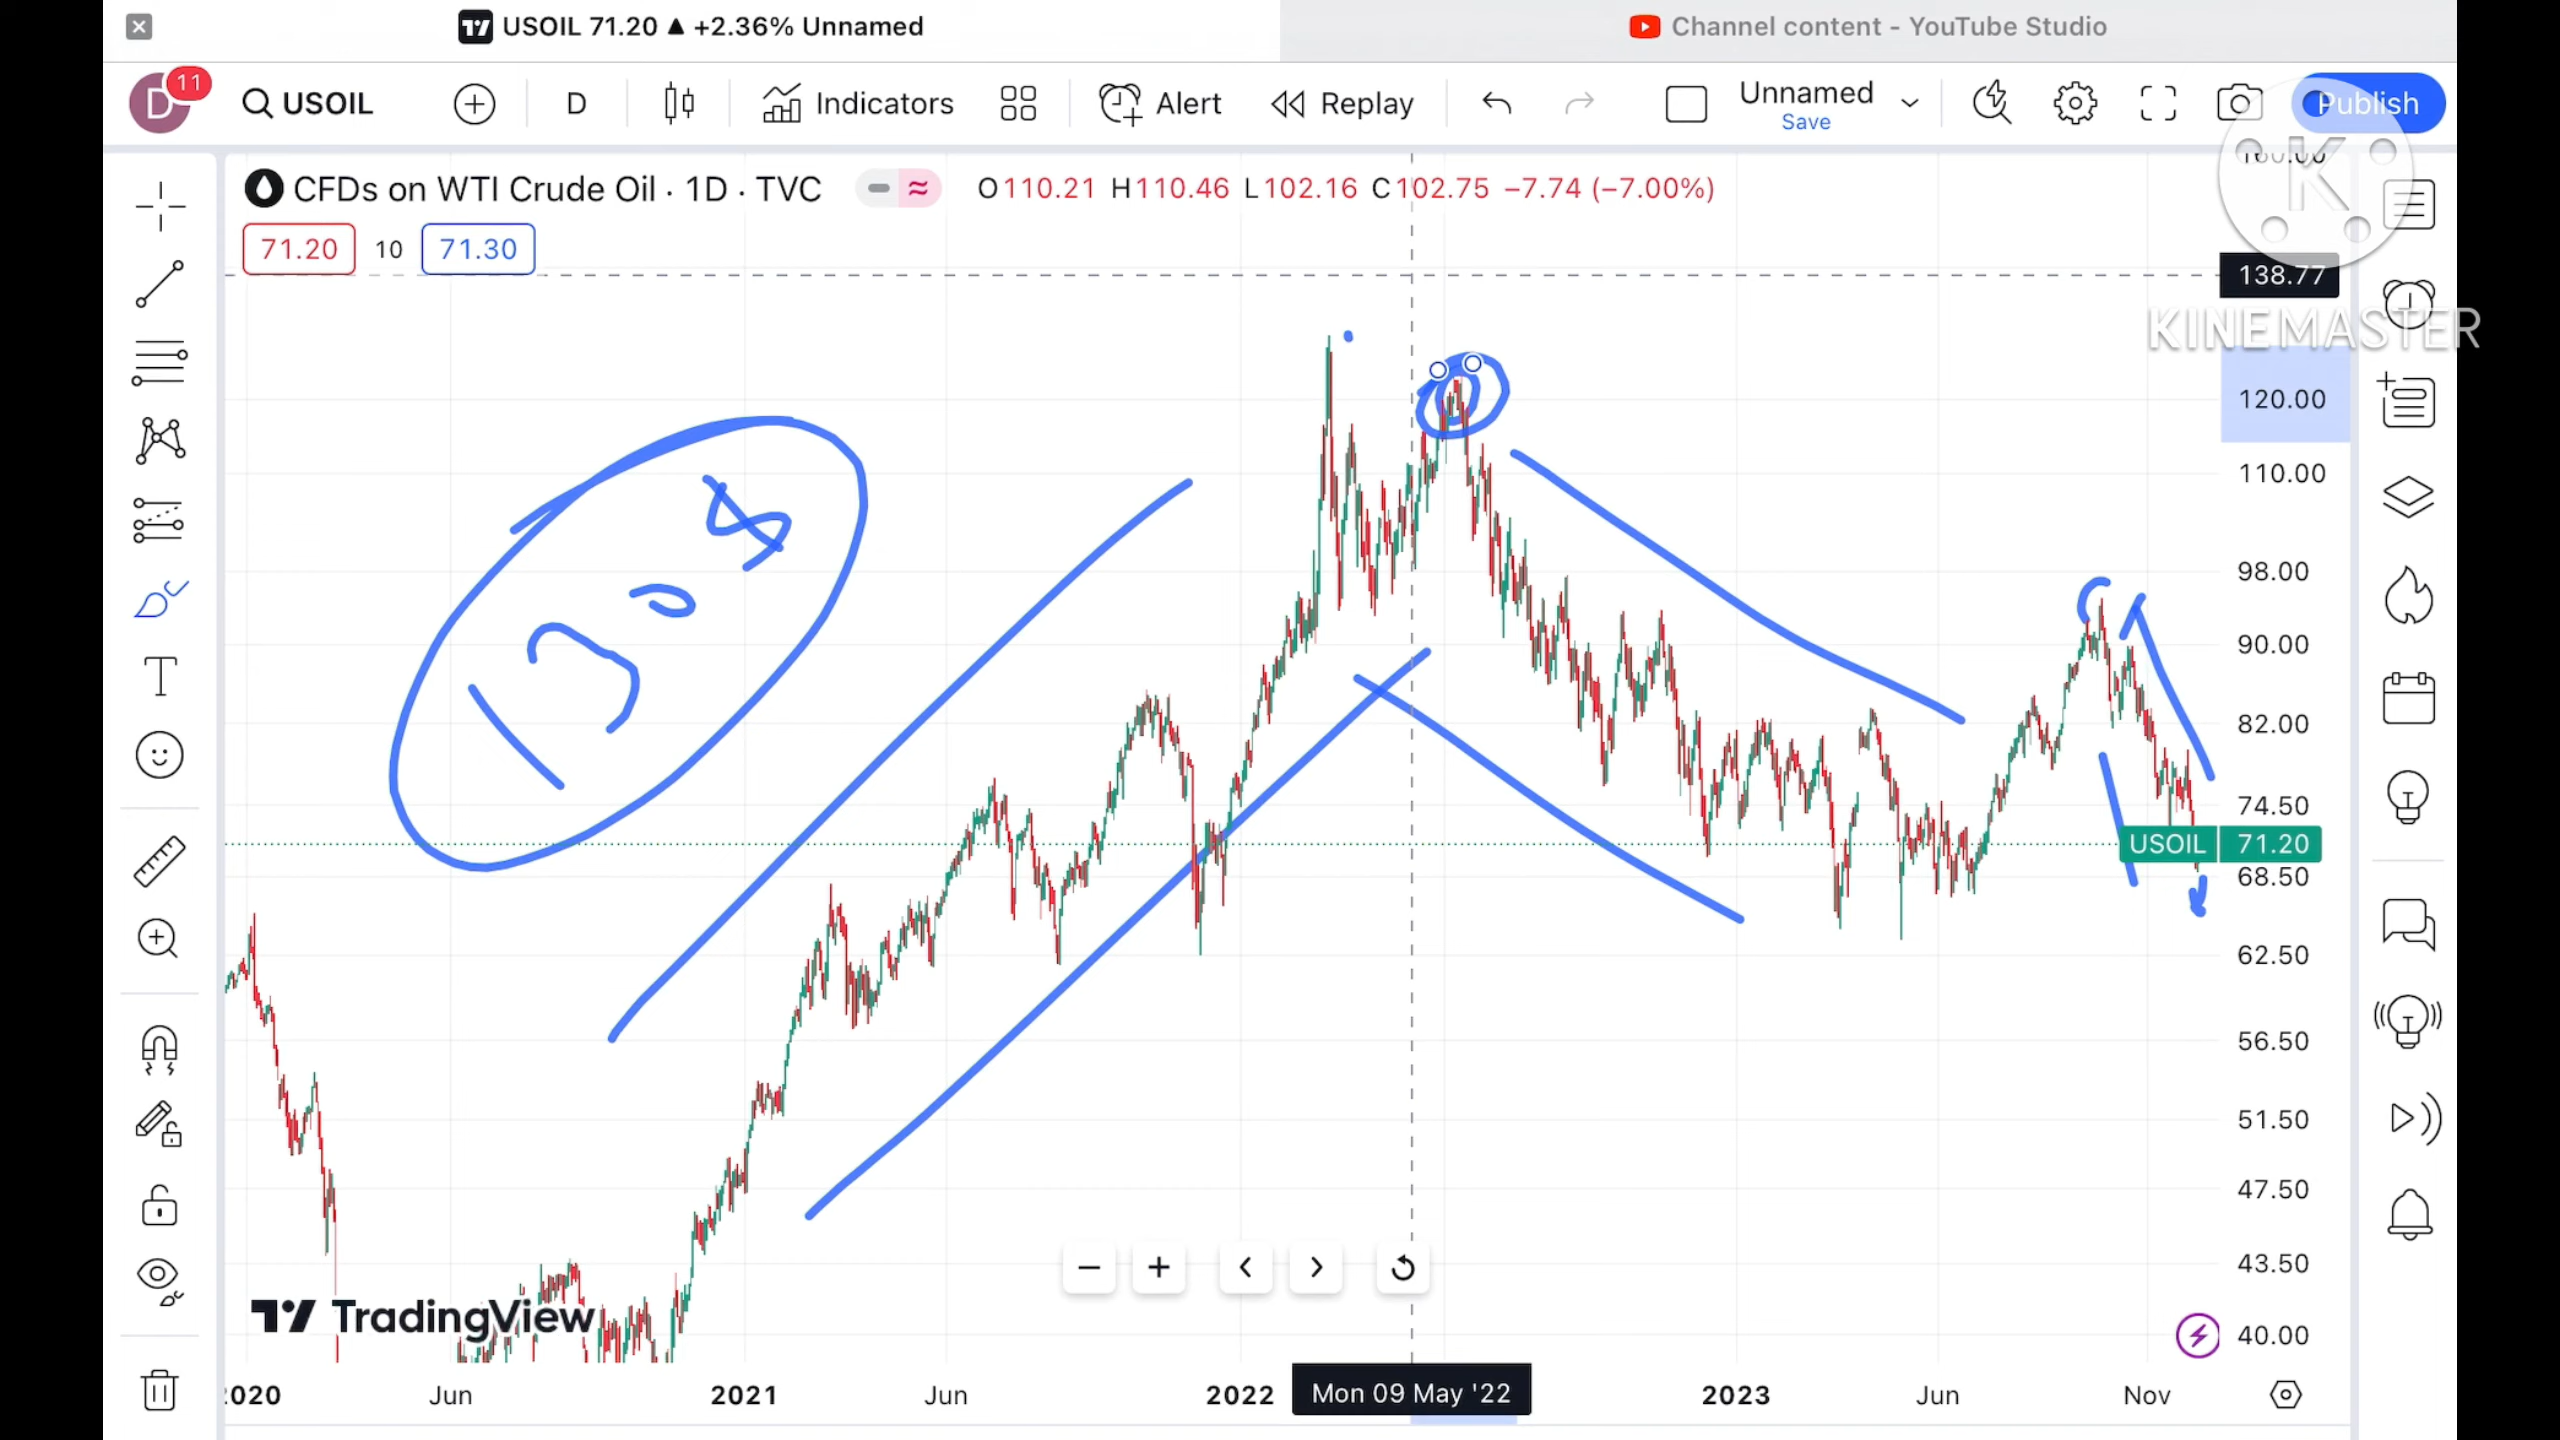 USOIL 71.20 ▲ +2.36% Unnamed
Channel content - YouTube Studio
D 11 USOIL D Indicators Alert Replay Unnamed Save Publish
CFDs on WTI Crude Oil · 1D · TVC O110.21 H110.46 L102.16 C102.75 −7.74 (−7.00%)
71.20 10 71.30
K
KINEMASTER
138.77
120.00
110.00
98.00
90.00
82.00
74.50
USOIL 71.20
68.50
62.50
56.50
51.50
47.50
43.50
40.00
130 $
TradingView
Jun 2021 Jun 2022 Mon 09 May '22 2023 Jun Nov